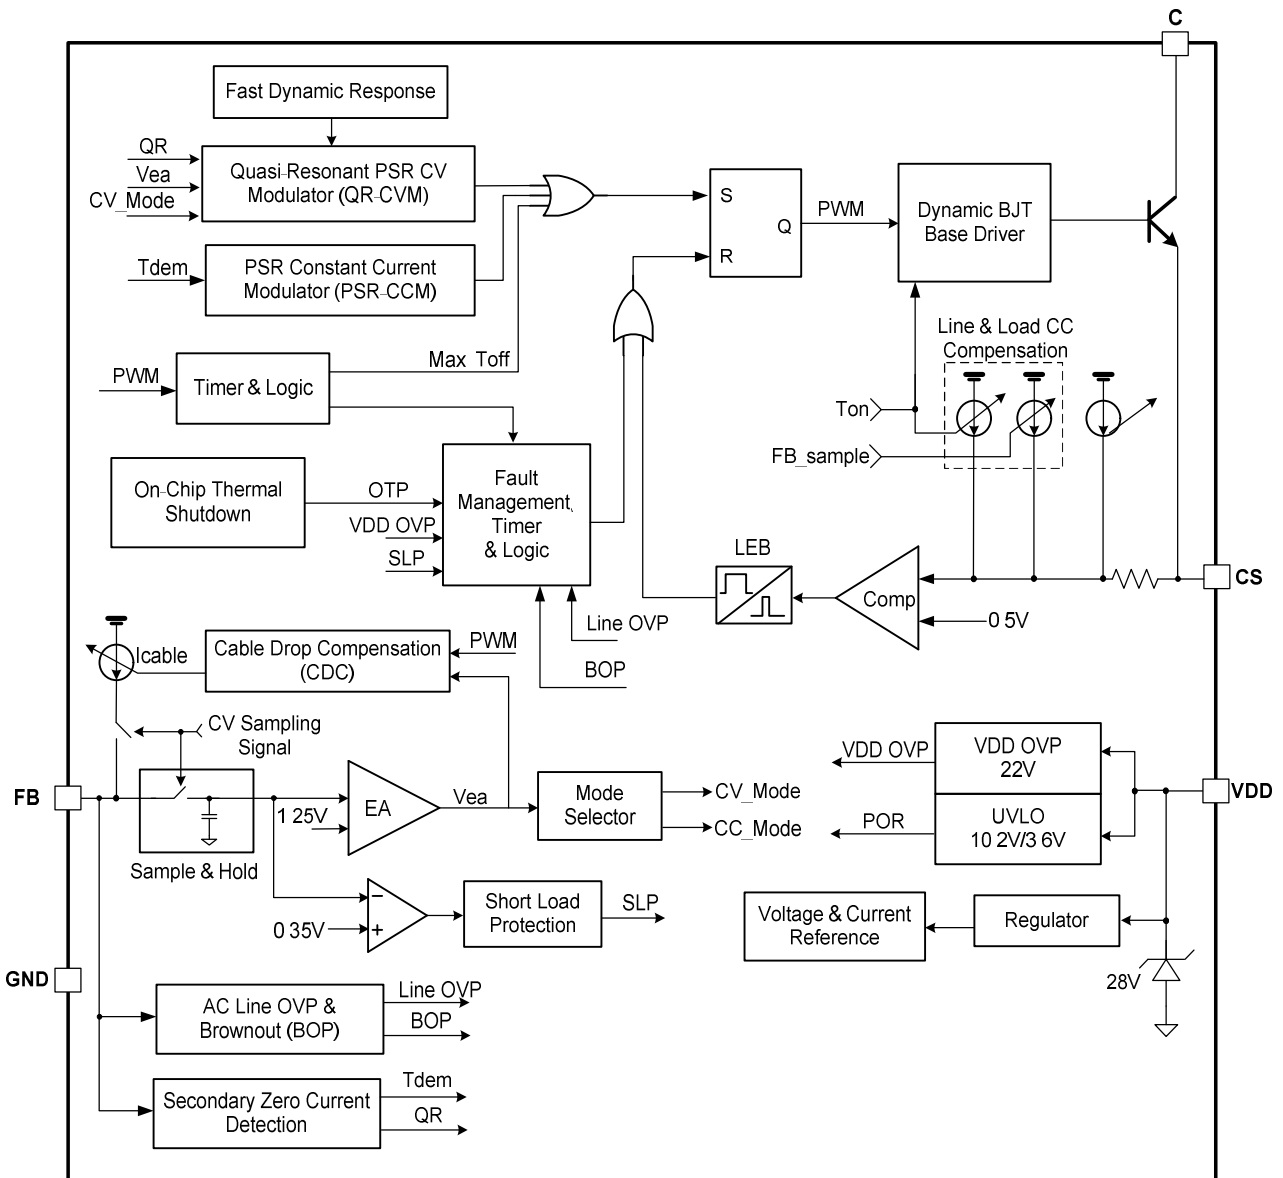 C
Fast Dynamic Response
QR
Vea
CV_Mode
Quasi-Resonant PSR CV
Modulator (QR-CVM)
Tdem
PSR Constant Current
Modulator (PSR-CCM)
S
R
Q
PWM
Dynamic BJT
Base Driver
Line & Load CC
Compensation
PWM
Timer & Logic
Max Toff
Ton
FB_sample
On-Chip Thermal
Shutdown
OTP
VDD OVP
SLP
Fault
Management,
Timer
& Logic
LEB
Comp
0 5V
CS
Line OVP
BOP
Icable
Cable Drop Compensation
(CDC)
PWM
CV Sampling
Signal
FB
1 25V
EA
Vea
Mode
Selector
CV_Mode
CC_Mode
Sample & Hold
VDD OVP
POR
VDD OVP
22V
UVLO
10 2V/3 6V
VDD
0 35V
−
+
Short Load
Protection
SLP
Voltage & Current
Reference
Regulator
28V
GND
AC Line OVP &
Brownout (BOP)
Line OVP
BOP
Secondary Zero Current
Detection
Tdem
QR